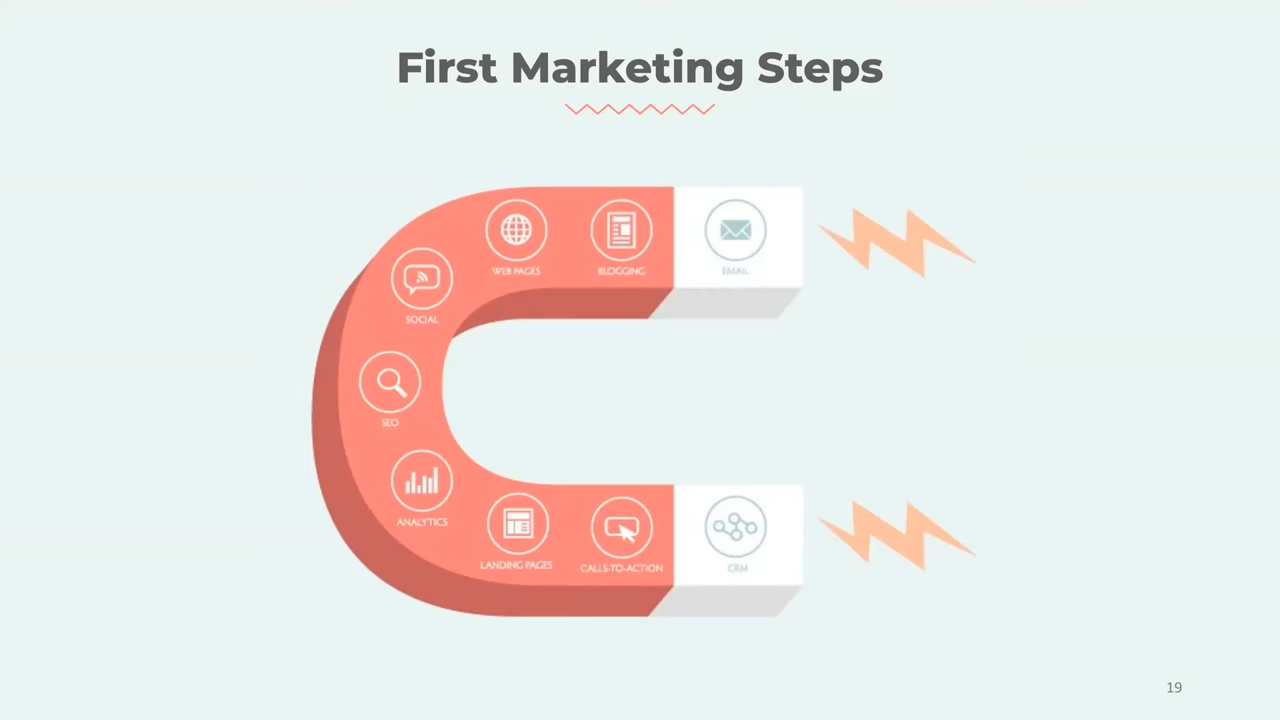 First Marketing Steps
WEB PAGES
BLOGGING
EMAIL
SOCIAL
SEO
ANALYTICS
LANDING PAGES
CALLS-TO-ACTION
CRM
19